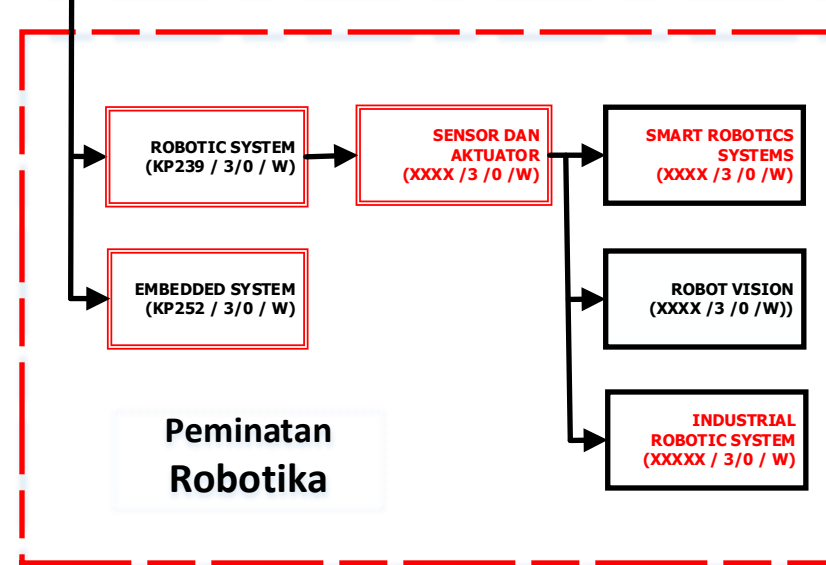 ROBOTIC SYSTEM
(KP239 / 3/0 / W)
SENSOR DAN
AKTUATOR
(XXXX /3 /0 /W)
SMART ROBOTICS
SYSTEMS
(XXXX /3 /0 /W)
EMBEDDED SYSTEM
(KP252 / 3/0 / W)
ROBOT VISION
(XXXX /3 /0 /W))
INDUSTRIAL
ROBOTIC SYSTEM
(XXXXX / 3/0 / W)
Peminatan
Robotika